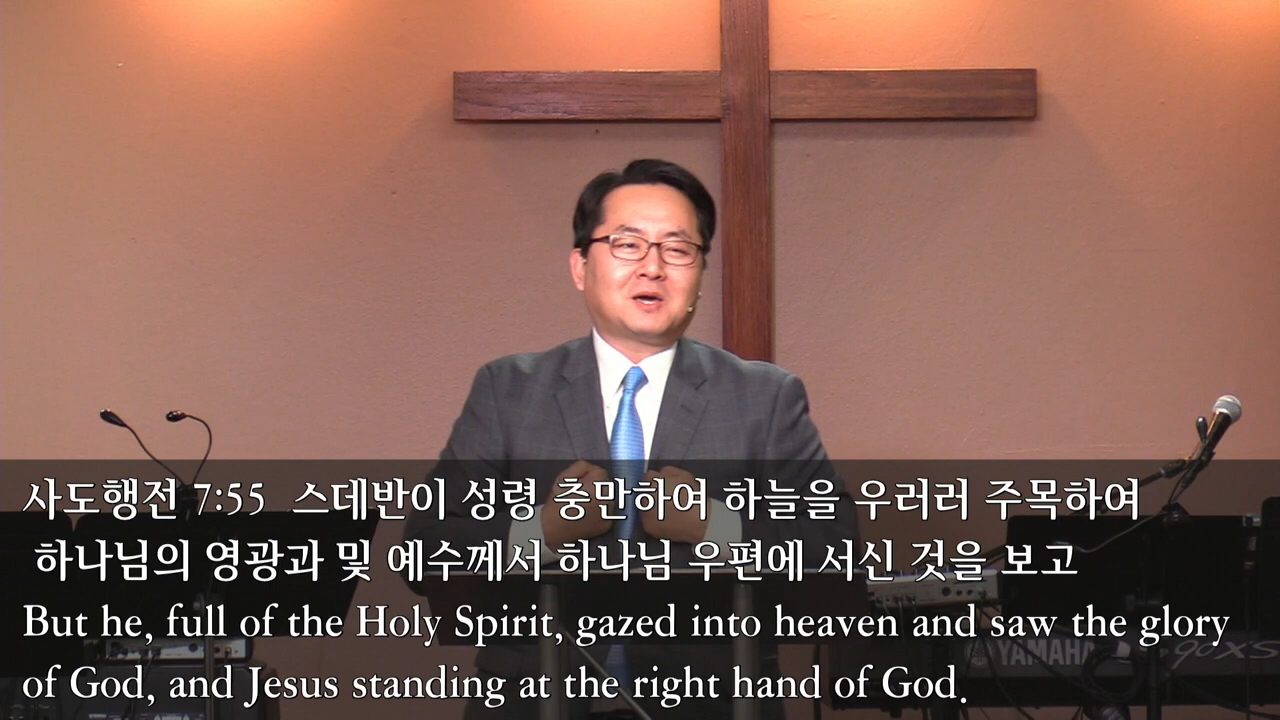 사도행전 7:55 스데반이 성령 충만하여 하늘을 우러러 주목하여
하나님의 영광과 및 예수께서 하나님 우편에 서신 것을 보고
But he, full of the Holy Spirit, gazed into heaven and saw the glory
of God, and Jesus standing at the right hand of God.
YAMAHA
90XS